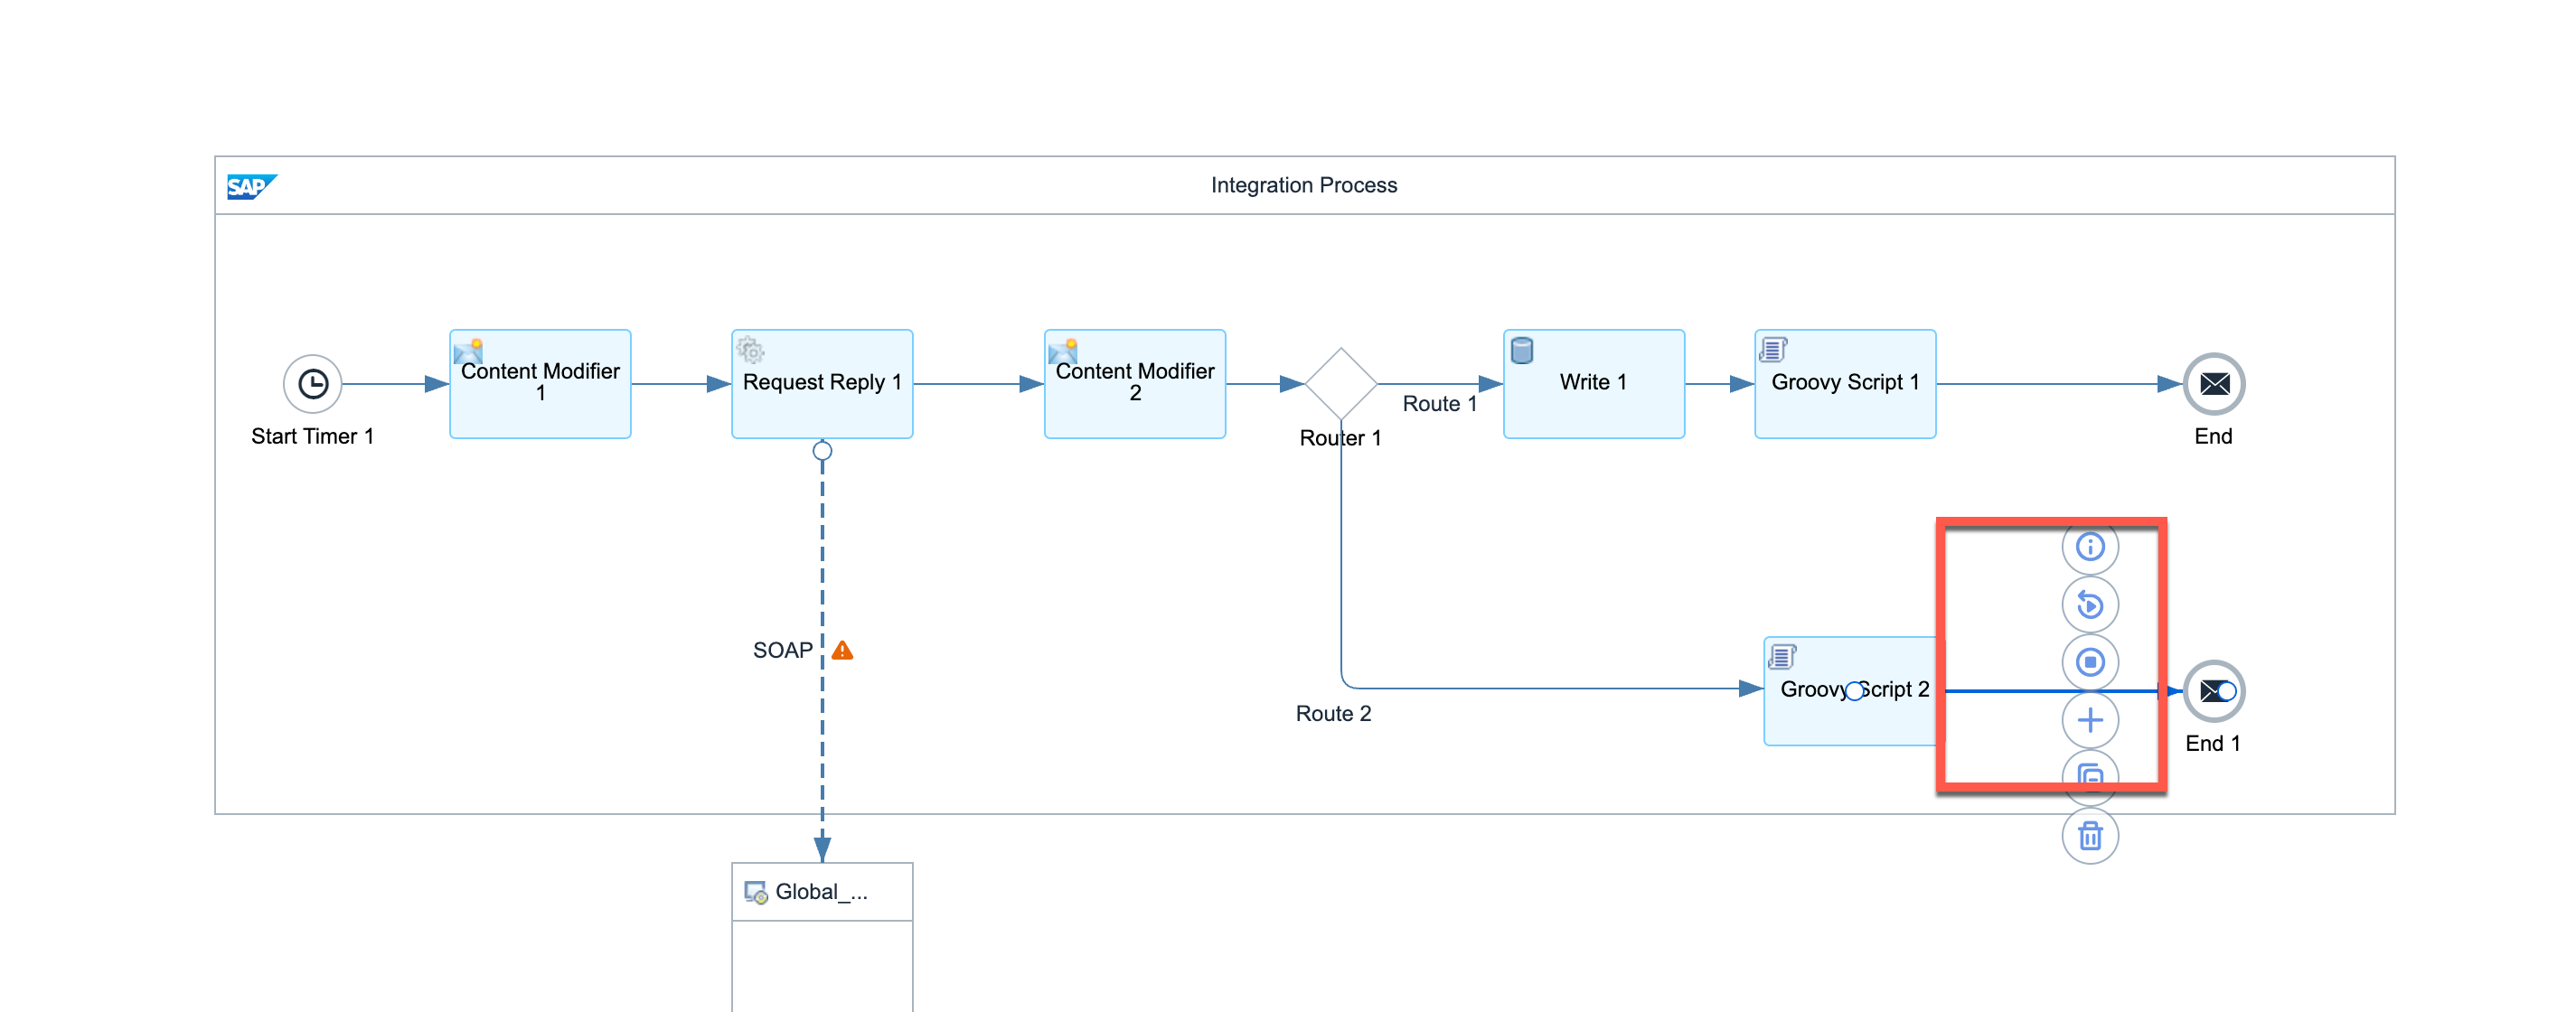 SAP
Integration Process
Content Modifier
1
Request Reply 1
Content Modifier
2
Write 1
Groovy Script 1
Route 1
Start Timer 1
Router 1
End
SOAP
Groovy Script 2
Route 2
End 1
Global_...